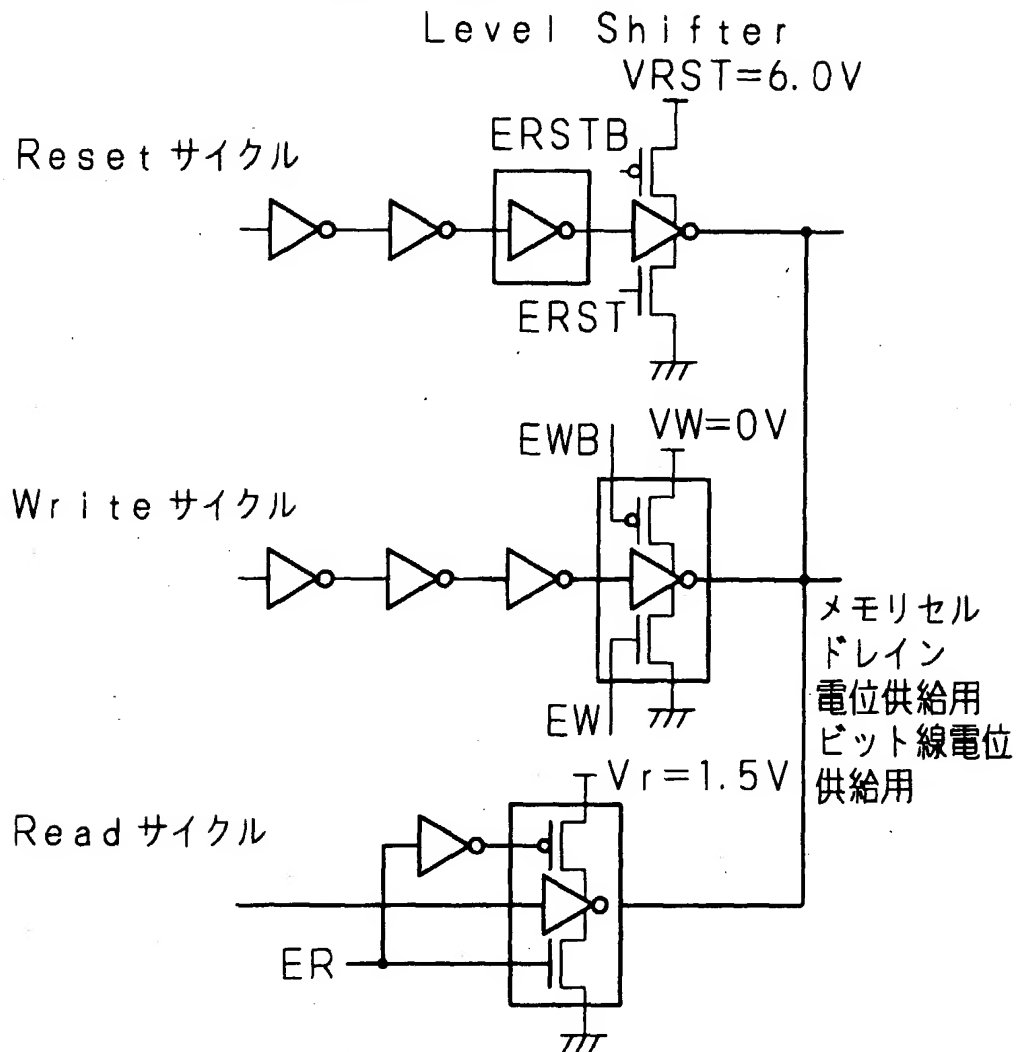 Level Shifter
VRST=6.0V
ERSTB
Resetサイクル
ERST
VW=0V
EWB
Writeサイクル
メモリセル
ドレイン
電位供給用
ビット線電位
供給用
EW
Vr=1.5V
Readサイクル
ER